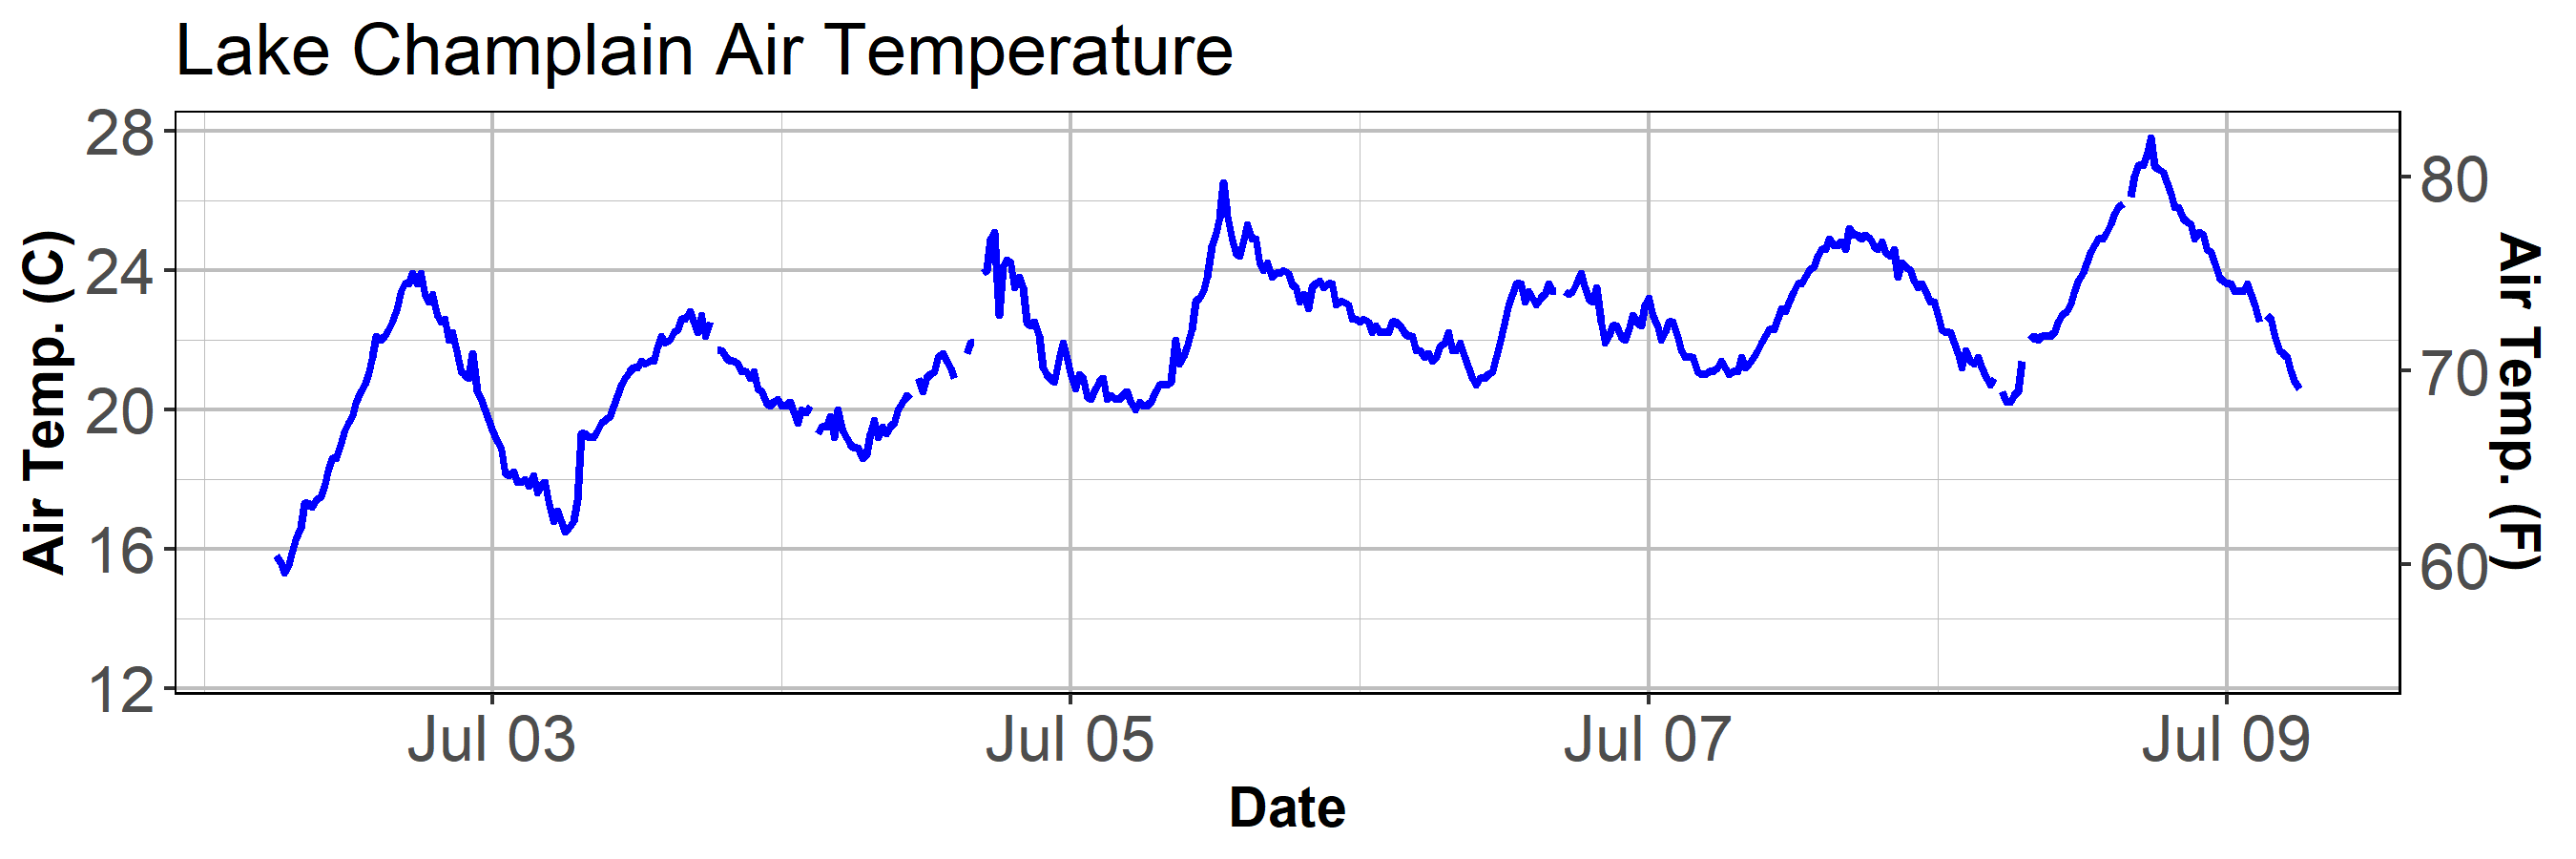 Lake Champlain Air Temperature
Air Temp. (C)
28
24
20
16
12
80
70
60
Air Temp. (F)
Jul 03
Jul 05
Jul 07
Jul 09
Date